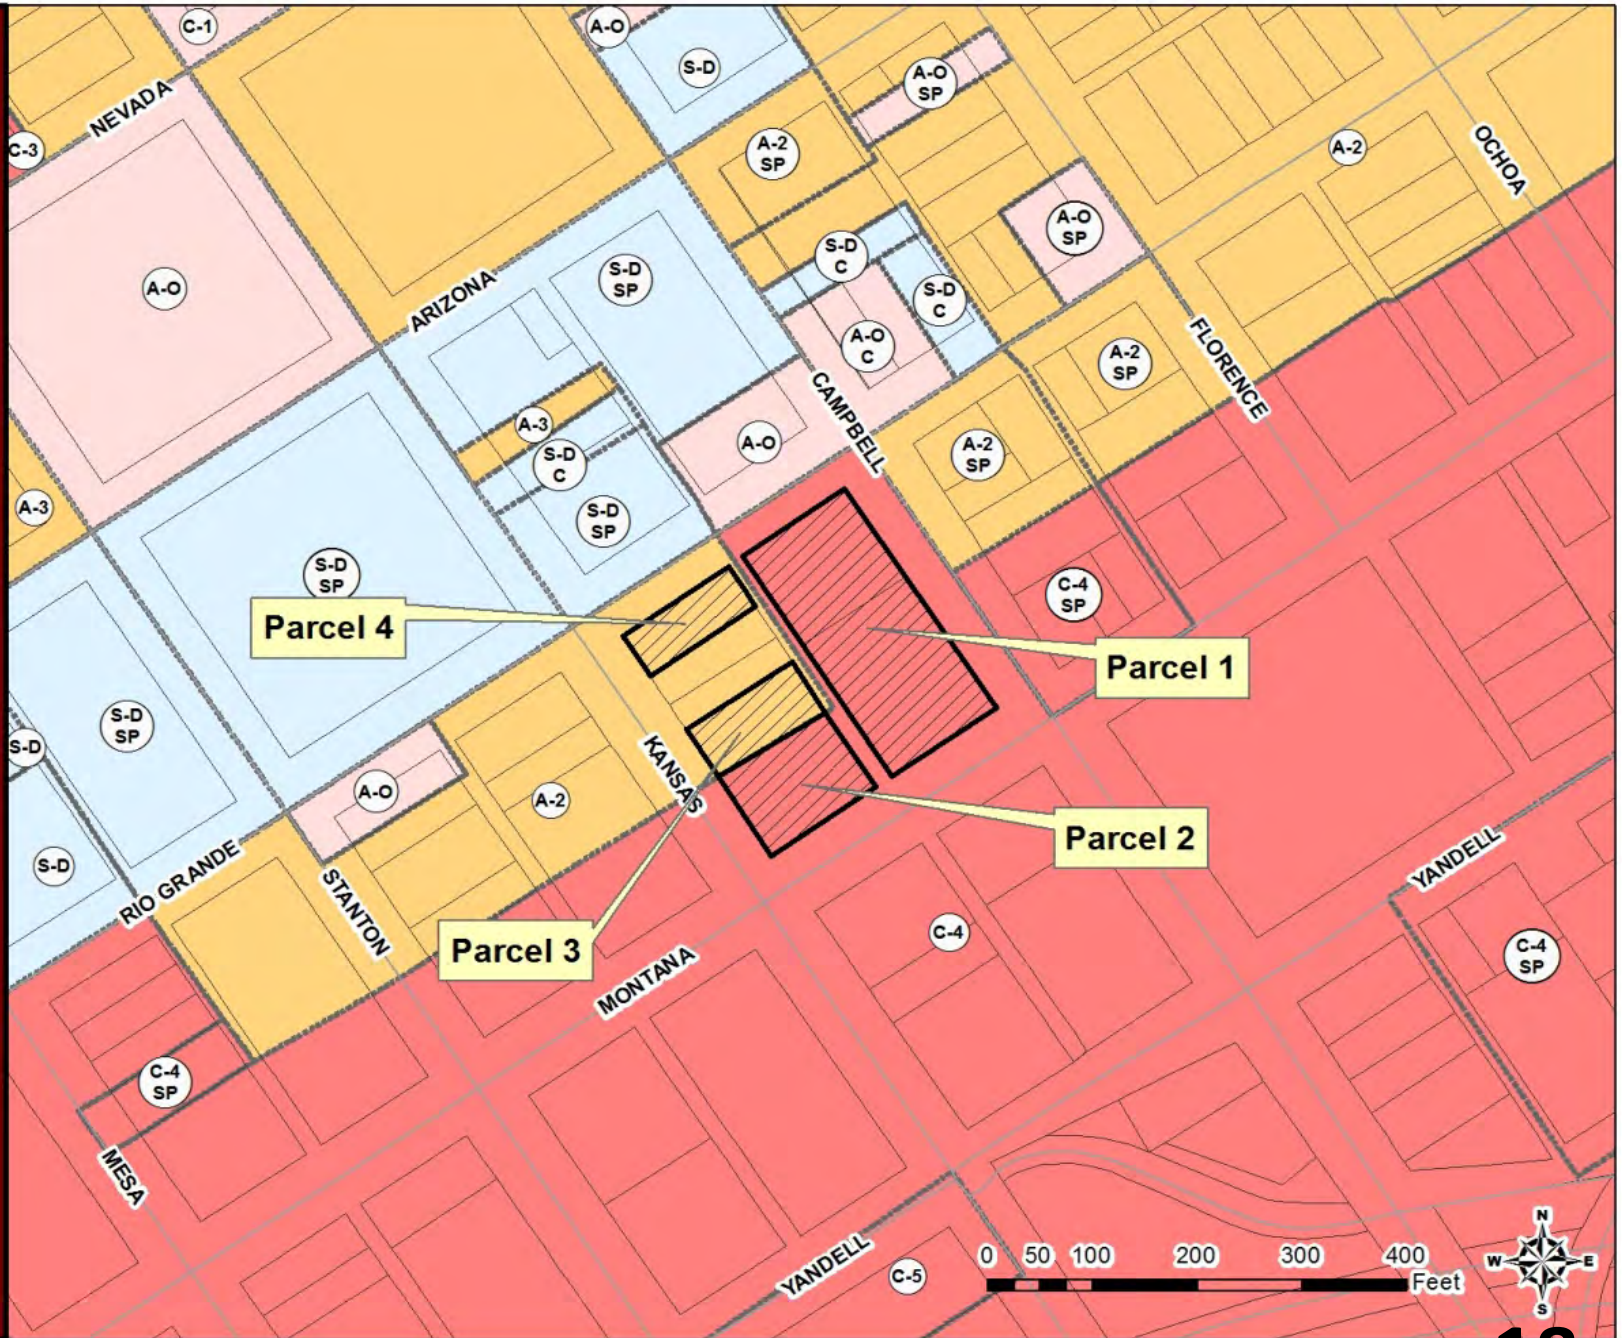 C-1
A-O
S-D
NEVADA
A-O
SP
C-3
A-2
SP
A-2
OCHOA
A-O
SP
S-D
C
S-D
SP
A-O
ARIZONA
S-D
C
A-O
C
FLORENCE
A-2
SP
CAMPBELL
A-3
A-O
A-2
SP
S-D
C
A-3
S-D
SP
S-D
SP
C-4
SP
Parcel 4
Parcel 1
S-D
SP
S-D
KANSAS
A-O
A-2
Parcel 2
S-D
RIO GRANDE
STANTON
YANDELL
C-4
Parcel 3
C-4
SP
MONTANA
C-4
SP
MESA
YANDELL
C-5
0 50 100 200 300 400
Feet
N
W E
S